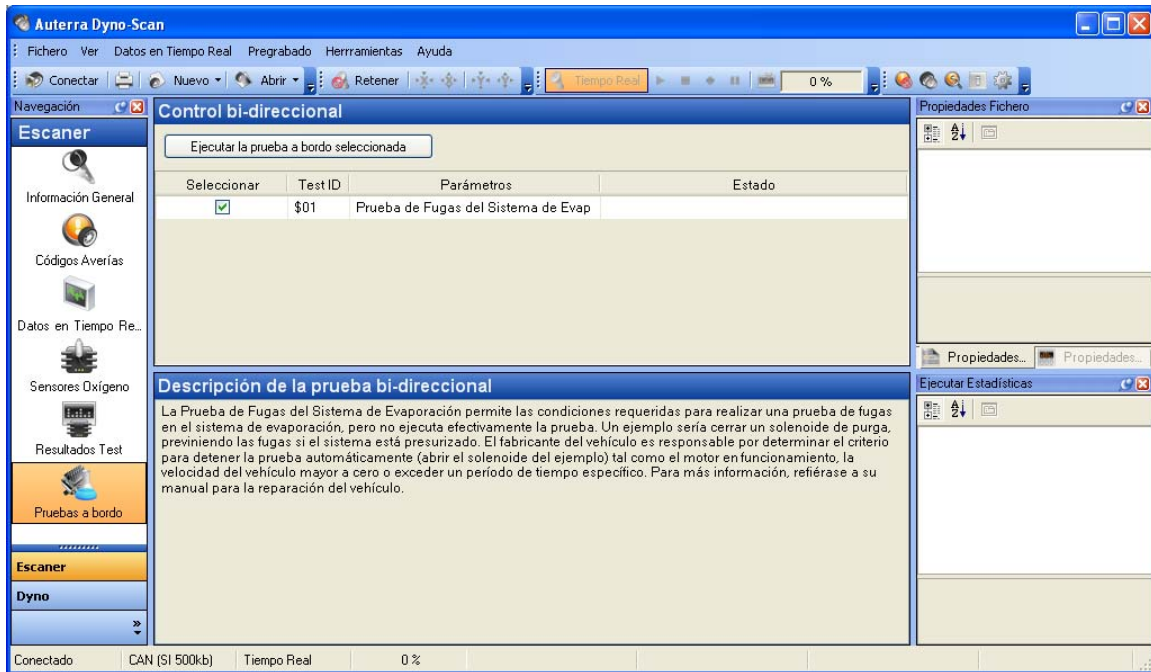 Auterra Dyno-Scan
Fichero Ver Datos en Tiempo Real Pregrabado Herrramientas Ayuda
Conectar Nuevo Abrir Retener Tiempo Real 0 %
Navegación
Escaner
Información General
Códigos Averías
Datos en Tiempo Re...
Sensores Oxígeno
Resultados Test
Pruebas a bordo
Escaner
Dyno
Control bi-direccional
Ejecutar la prueba a bordo seleccionada
Seleccionar Test ID Parámetros Estado
$01 Prueba de Fugas del Sistema de Evap
Descripción de la prueba bi-direccional
La Prueba de Fugas del Sistema de Evaporación permite las condiciones requeridas para realizar una prueba de fugas
en el sistema de evaporación, pero no ejecuta efectivamente la prueba. Un ejemplo sería cerrar un solenoide de purga,
previniendo las fugas si el sistema está presurizado. El fabricante del vehículo es responsable por determinar el criterio
para detener la prueba automáticamente (abrir el solenoide del ejemplo) tal como el motor en funcionamiento, la
velocidad del vehículo mayor a cero o exceder un período de tiempo específico. Para más información, refiérase a su
manual para la reparación del vehículo.
Propiedades Fichero
Propiedades... Propiedades...
Ejecutar Estadísticas
Conectado CAN (SI 500kb) Tiempo Real 0 %